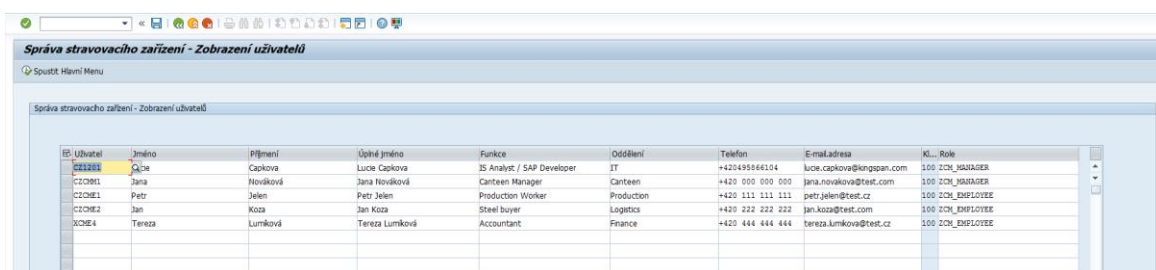 Správa stravovacího zařízení - Zobrazení uživatelů
Spustit Hlavní Menu
Správa stravovacího zařízení - Zobrazení uživatelů
Uživatel Jméno Příjmení Úplné jméno Funkce Oddělení Telefon E-mail.adresa Kl... Role
CZ1201 cie Capkova Lucie Capkova IS Analyst / SAP Developer IT +420495866104 lucie.capkova@kingspan.com 100 ZCM_MANAGER
CZCMM1 Jana Nováková Jana Nováková Canteen Manager Canteen +420 000 000 000 jana.novakova@test.com 100 ZCM_MANAGER
CZCME1 Petr Jelen Petr Jelen Production Worker Production +420 111 111 111 petr.jelen@test.cz 100 ZCM_EMPLOYEE
CZCME2 Jan Koza Jan Koza Steel buyer Logistics +420 222 222 222 jan.koza@test.com 100 ZCM_EMPLOYEE
XCME4 Tereza Lumíková Tereza Lumíková Accountant Finance +420 444 444 444 tereza.lumikova@test.cz 100 ZCM_EMPLOYEE